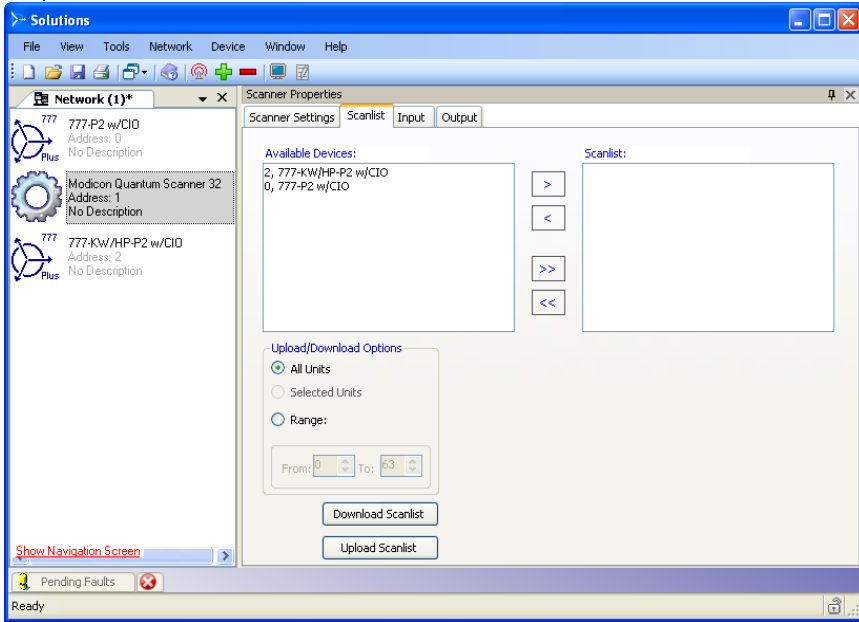 Solutions
File View Tools Network Device Window Help
Network (1)*
777
Plus
777-P2 w/CIO
Address: 0
No Description
Modicon Quantum Scanner 32
Address: 1
No Description
777
Plus
777-KW/HP-P2 w/CIO
Address: 2
No Description
Show Navigation Screen
Scanner Properties
Scanner Settings Scanlist Input Output
Available Devices:
2, 777-KW/HP-P2 w/CIO
0, 777-P2 w/CIO
>
<
>>
<<
Scanlist:
Upload/Download Options
All Units
Selected Units
Range:
From: 0 To: 63
Download Scanlist
Upload Scanlist
Pending Faults
Ready